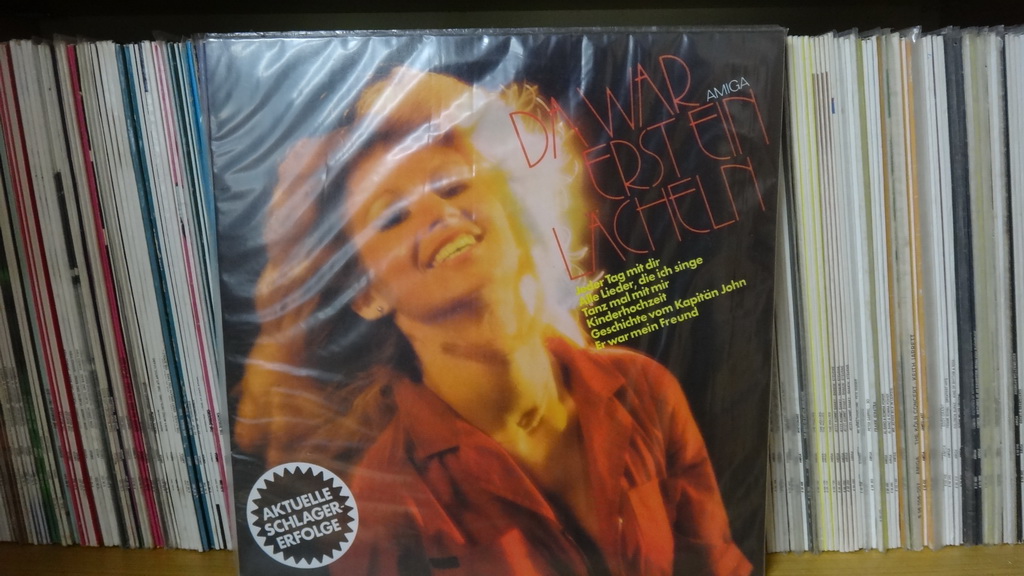 DA WAR
AMIGA
ERST EIN
LÄCHELN
Jeder Tag mit dir
Alle Lieder, die ich singe
Tanz mal mit mir
Kinderhochzeit
Geschichte vom Kapitän John
Er war mein Freund
AKTUELLE
SCHLAGER-
ERFOLGE